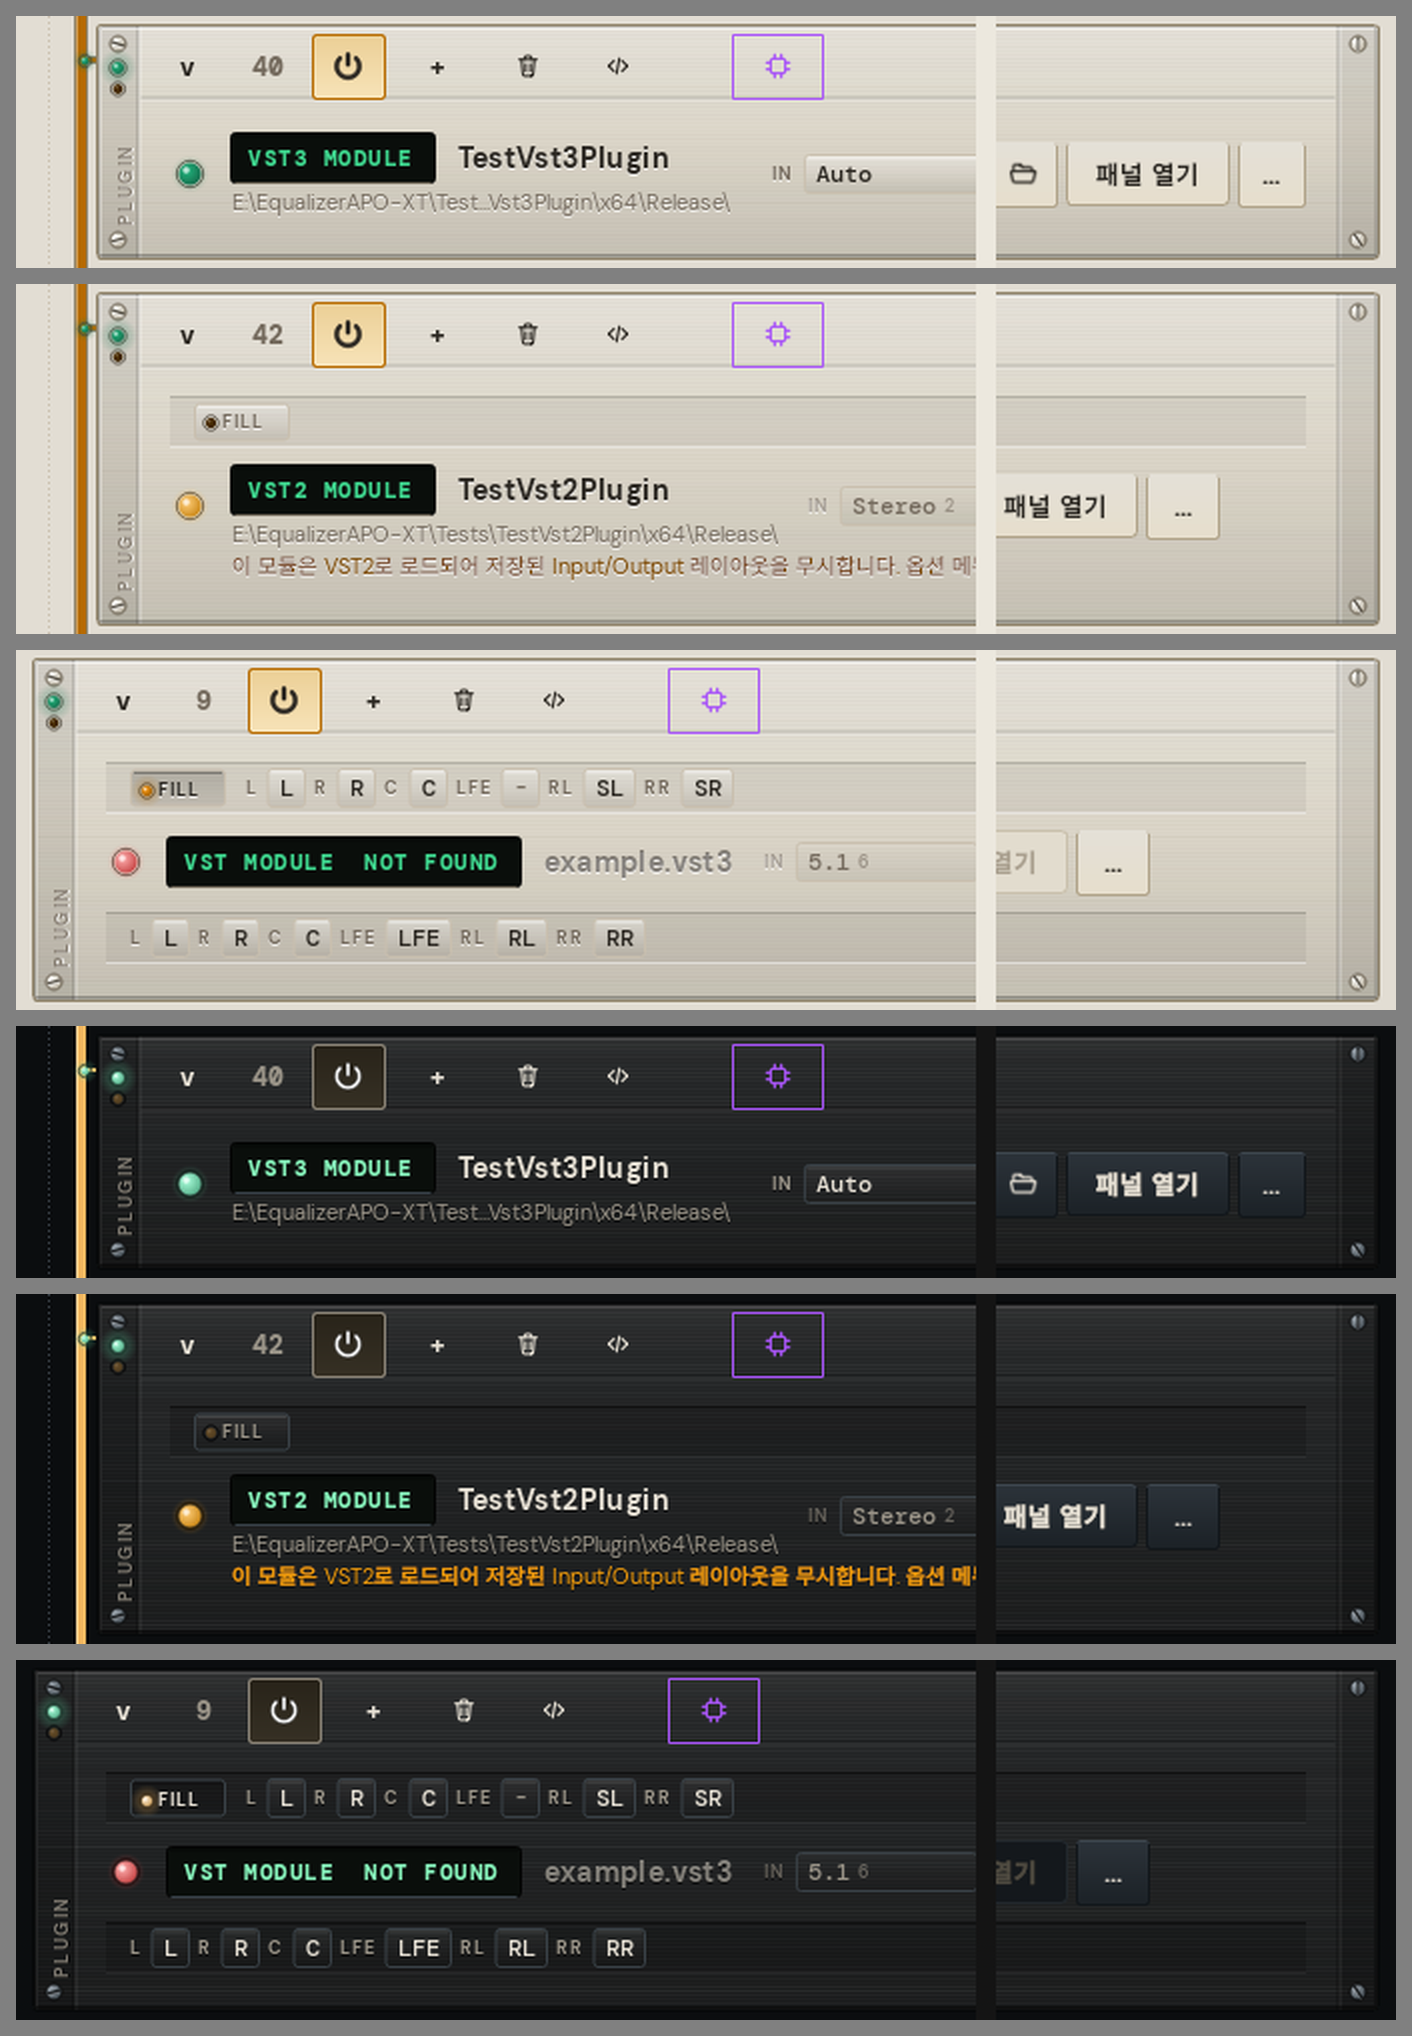 v 40 +
VST3 MODULE TestVst3Plugin IN Auto 패널 열기 ...
E:\EqualizerAPO-XT\Test...Vst3Plugin\x64\Release\
PLUGIN
v 42 +
FILL
VST2 MODULE TestVst2Plugin IN Stereo 2 패널 열기 ...
E:\EqualizerAPO-XT\Tests\TestVst2Plugin\x64\Release\
이 모듈은 VST2로 로드되어 저장된 Input/Output 레이아웃을 무시합니다. 옵션
PLUGIN
v 9 +
FILL L L R R C C LFE - RL SL RR SR
VST MODULE NOT FOUND example.vst3 IN 5.1 6 열기 ...
L L R R C C LFE LFE RL RL RR RR
PLUGIN
v 40 +
VST3 MODULE TestVst3Plugin IN Auto 패널 열기 ...
E:\EqualizerAPO-XT\Test...Vst3Plugin\x64\Release\
PLUGIN
v 42 +
FILL
VST2 MODULE TestVst2Plugin IN Stereo 2 패널 열기 ...
E:\EqualizerAPO-XT\Tests\TestVst2Plugin\x64\Release\
이 모듈은 VST2로 로드되어 저장된 Input/Output 레이아웃을 무시합니다. 옵션
PLUGIN
v 9 +
FILL L L R R C C LFE - RL SL RR SR
VST MODULE NOT FOUND example.vst3 IN 5.1 6 열기 ...
L L R R C C LFE LFE RL RL RR RR
PLUGIN